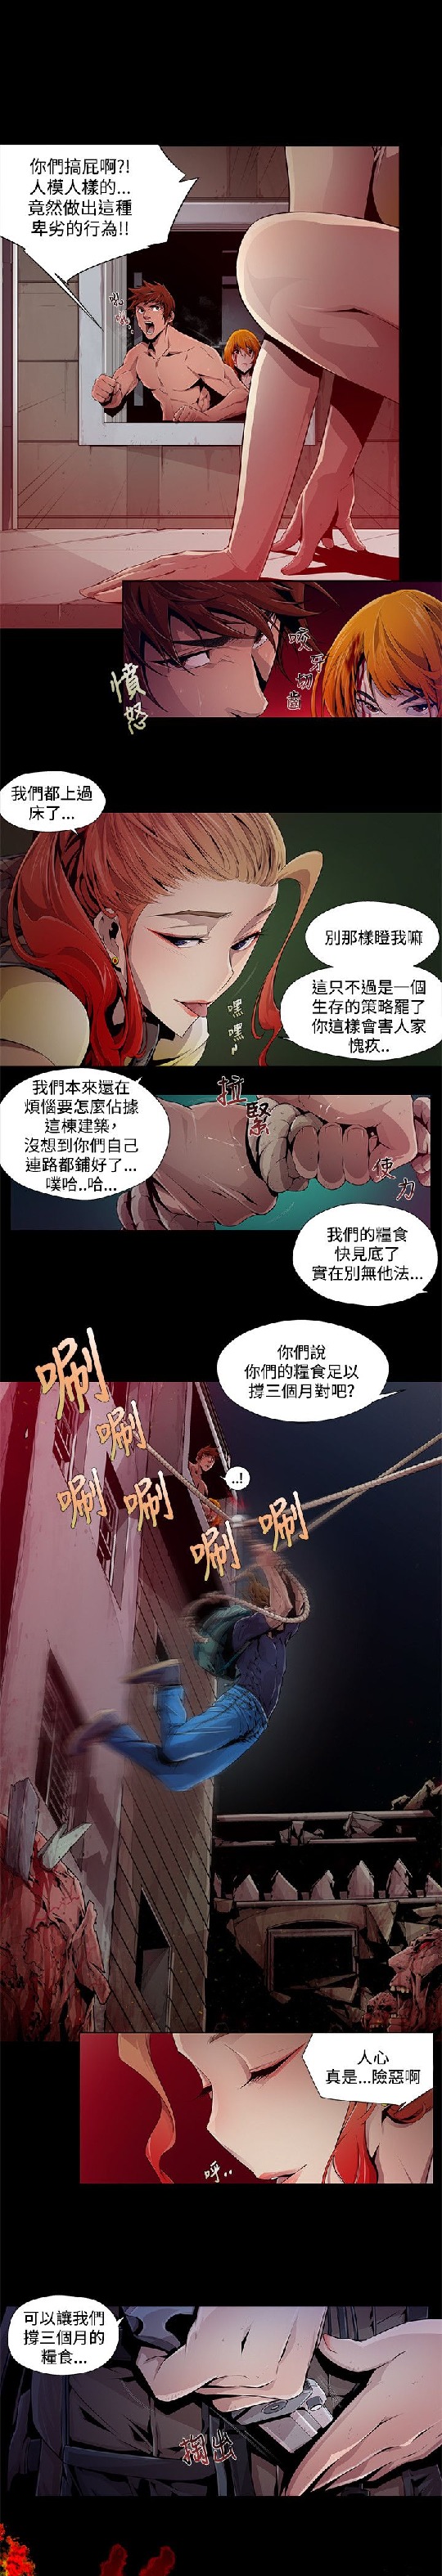 你們搞屁啊?!
人模人樣的...
竟然做出這種
卑劣的行為!!
吼
咬牙切齒
憤怒
我們都上過
床了...
別那樣瞪我嘛
這只不過是一個
生存的策略罷了
你這樣會害人家
愧疚..
嘿嘿
我們本來還在
煩惱要怎麼佔據
這棟建築,
沒想到你們自己
連路都鋪好了...
噗哈..哈...
拉緊
使力
我們的糧食
快見底了
實在別無他法...
你們說
你們的糧食足以
撐三個月對吧?
唰
唰
唰
唰
唰
唰
..!
人心
真是...險惡啊
呼..
可以讓我們
撐三個月的
糧食...
掏出